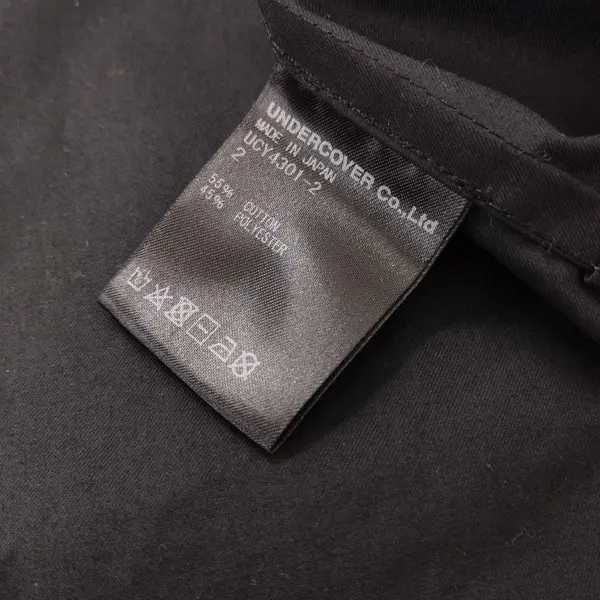 UNDERCOVER Co.,Ltd
MADE IN JAPAN
UCY4301-2
2
55% COTTON
45% POLYESTER